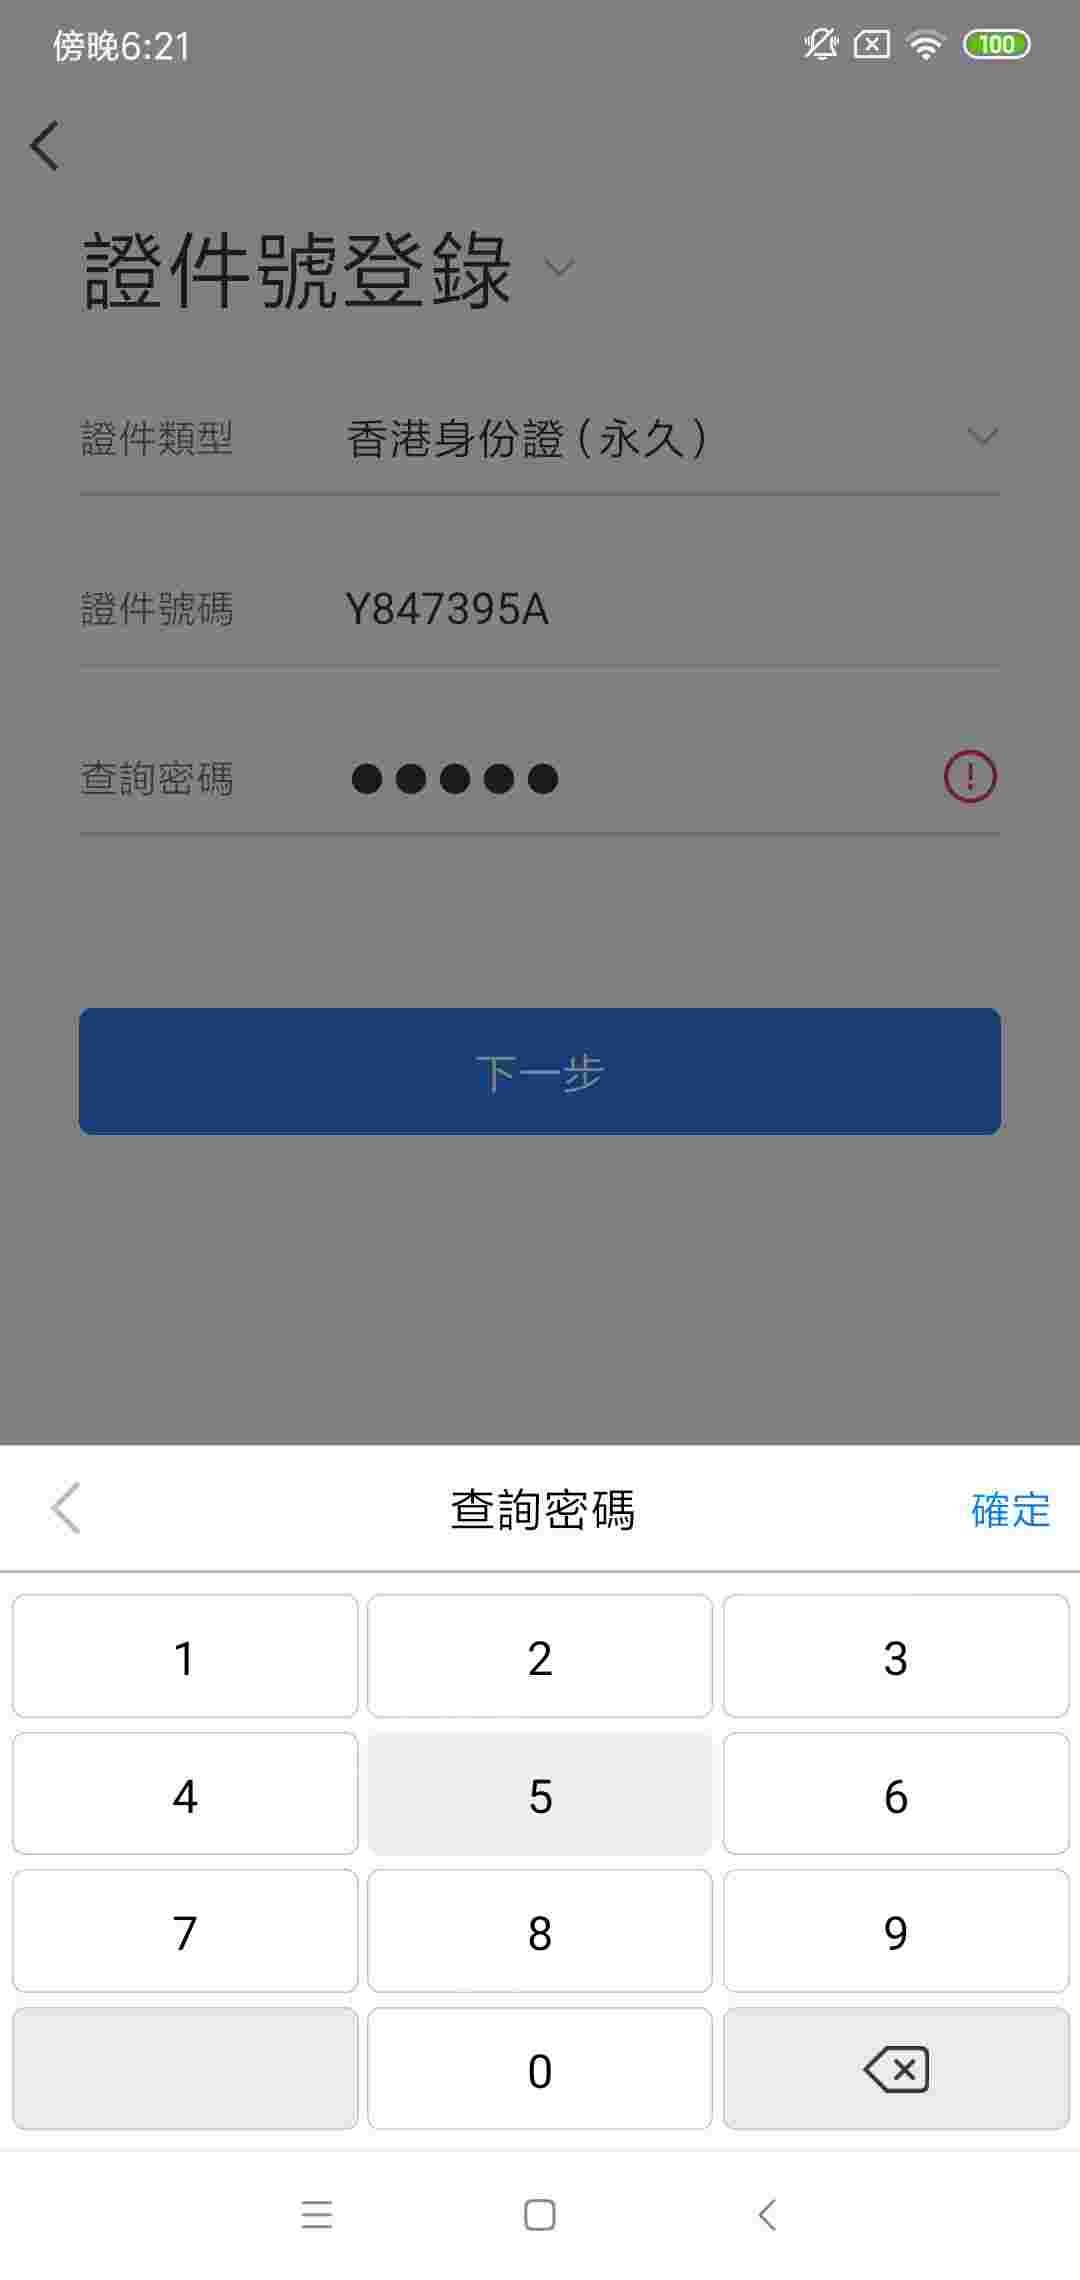 傍晚6:21
100
證件號登錄
證件類型 香港身份證(永久)
證件號碼 Y847395A
查詢密碼 ●●●●●
下一步
查詢密碼 確定
1 2 3
4 5 6
7 8 9
0